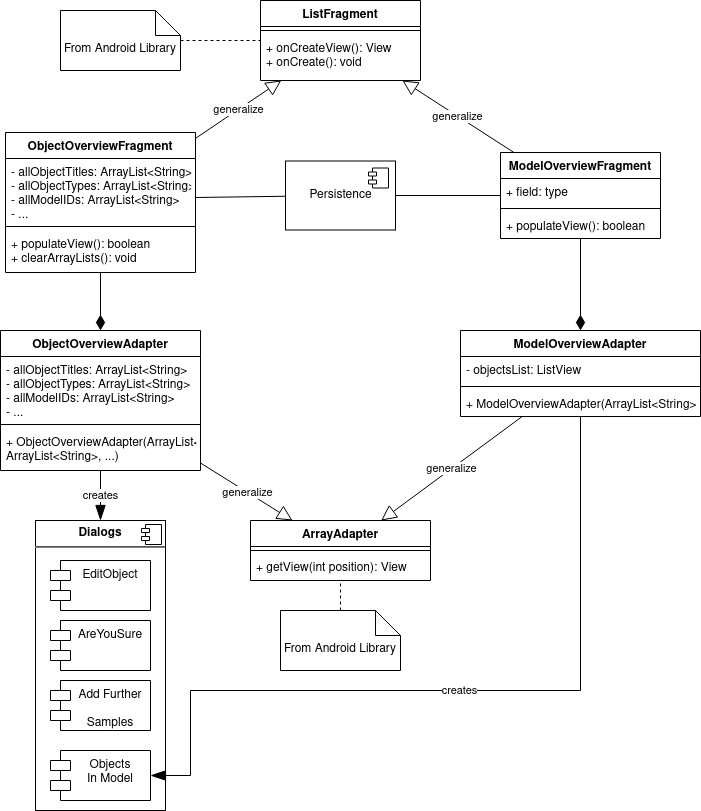 ListFragment
+ onCreateView(): View
+ onCreate(): void
From Android Library
generalize
generalize
ObjectOverviewFragment
- allObjectTitles: ArrayList<String>
- allObjectTypes: ArrayList<String>
- allModelIDs: ArrayList<String>
- ...
+ populateView(): boolean
+ clearArrayLists(): void
Persistence
ModelOverviewFragment
+ field: type
+ populateView(): boolean
ObjectOverviewAdapter
- allObjectTitles: ArrayList<String>
- allObjectTypes: ArrayList<String>
- allModelIDs: ArrayList<String>
- ...
+ ObjectOverviewAdapter(ArrayList<
ArrayList<String>, ...)
ModelOverviewAdapter
- objectsList: ListView
+ ModelOverviewAdapter(ArrayList<String>
creates
generalize
generalize
Dialogs
EditObject
AreYouSure
Add Further
Samples
Objects
In Model
ArrayAdapter
+ getView(int position): View
From Android Library
creates